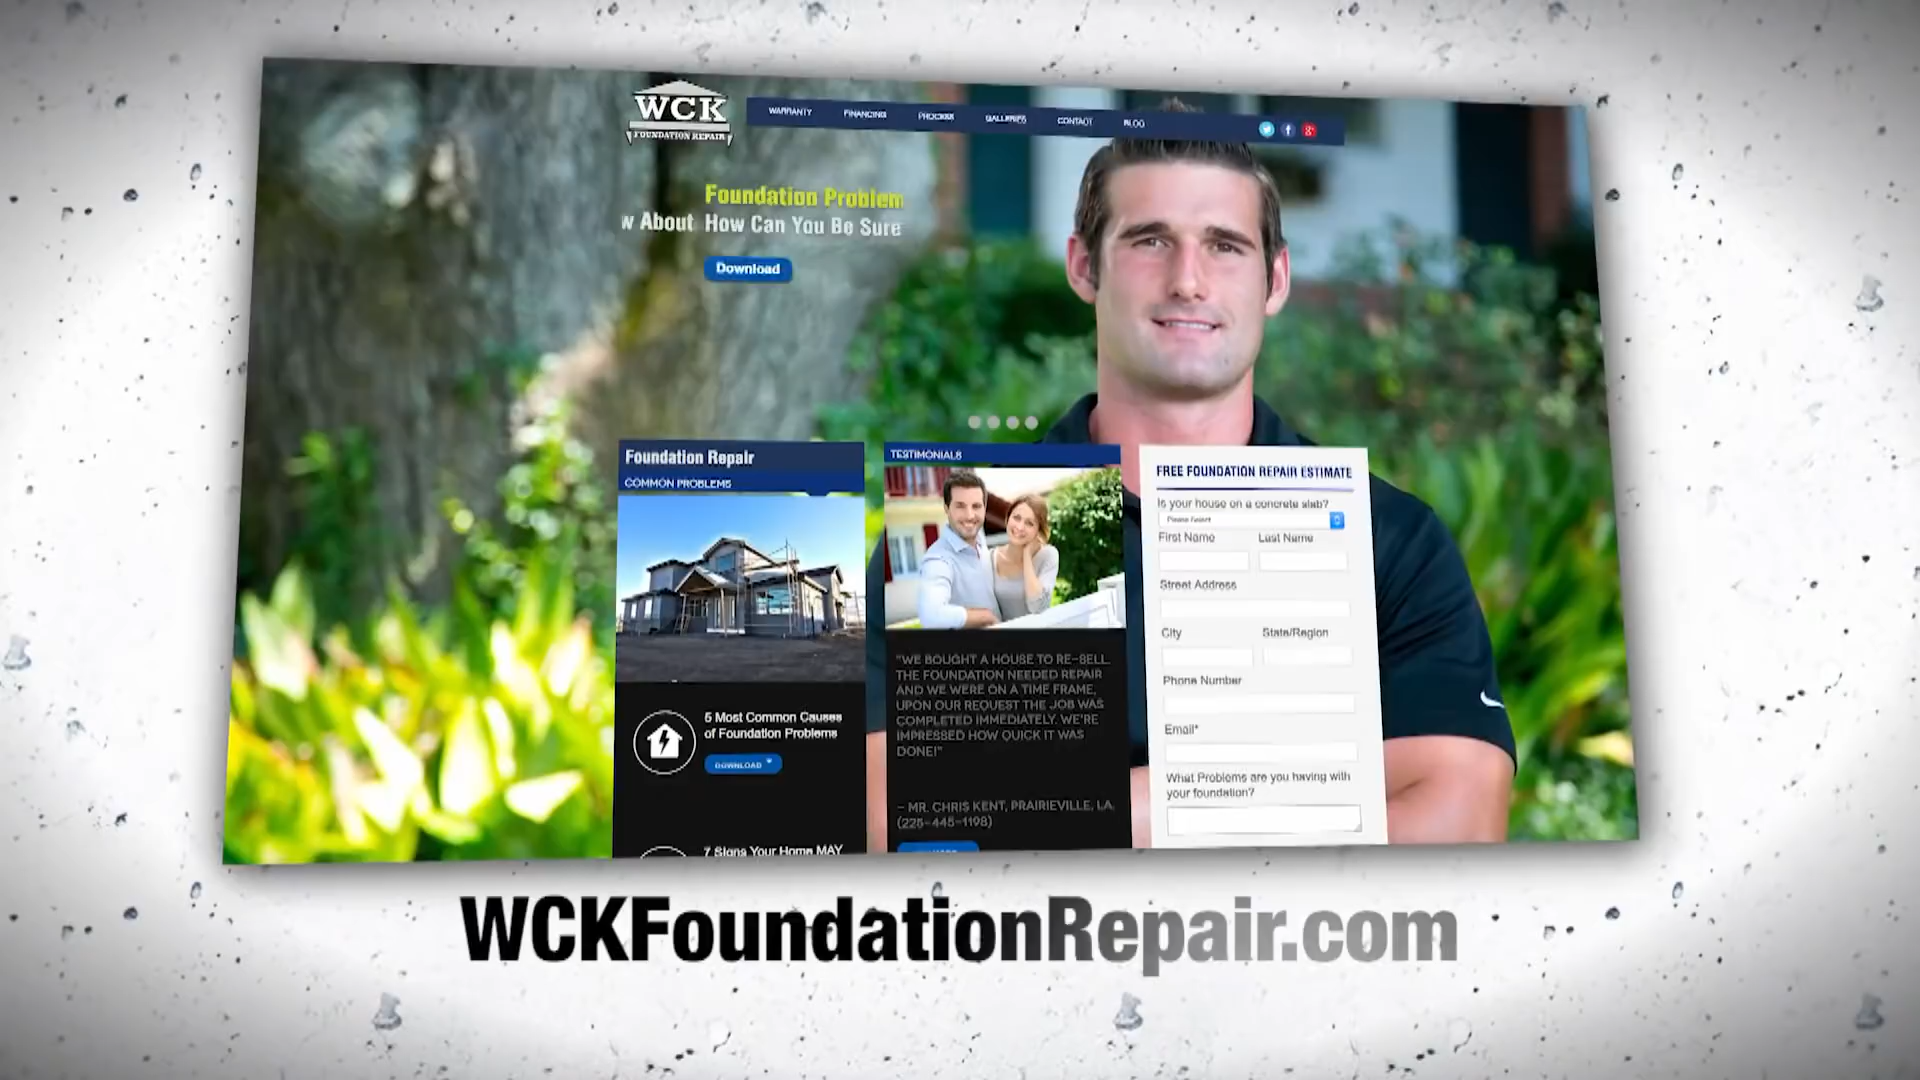 WCK
FOUNDATION REPAIR
WARRANTY FINANCING PROCESS GALLERIES CONTACT BLOG
Foundation Problem
w About How Can You Be Sure
Download
Foundation Repair
COMMON PROBLEMS
5 Most Common Causes
of Foundation Problems
DOWNLOAD
7 Signs Your Home MAY
TESTIMONIALS
"WE BOUGHT A HOUSE TO RE-SELL.
THE FOUNDATION NEEDED REPAIR
AND WE WERE ON A TIME FRAME,
UPON OUR REQUEST THE JOB WAS
COMPLETED IMMEDIATELY. WE'RE
IMPRESSED HOW QUICK IT WAS
DONE!"
- MR. CHRIS KENT, PRAIRIEVILLE, LA.
(225-445-1198)
FREE FOUNDATION REPAIR ESTIMATE
Is your house on a concrete slab?
Please Select
First Name Last Name
Street Address
City State/Region
Phone Number
Email*
What Problems are you having with
your foundation?
WCKFoundationRepair.com